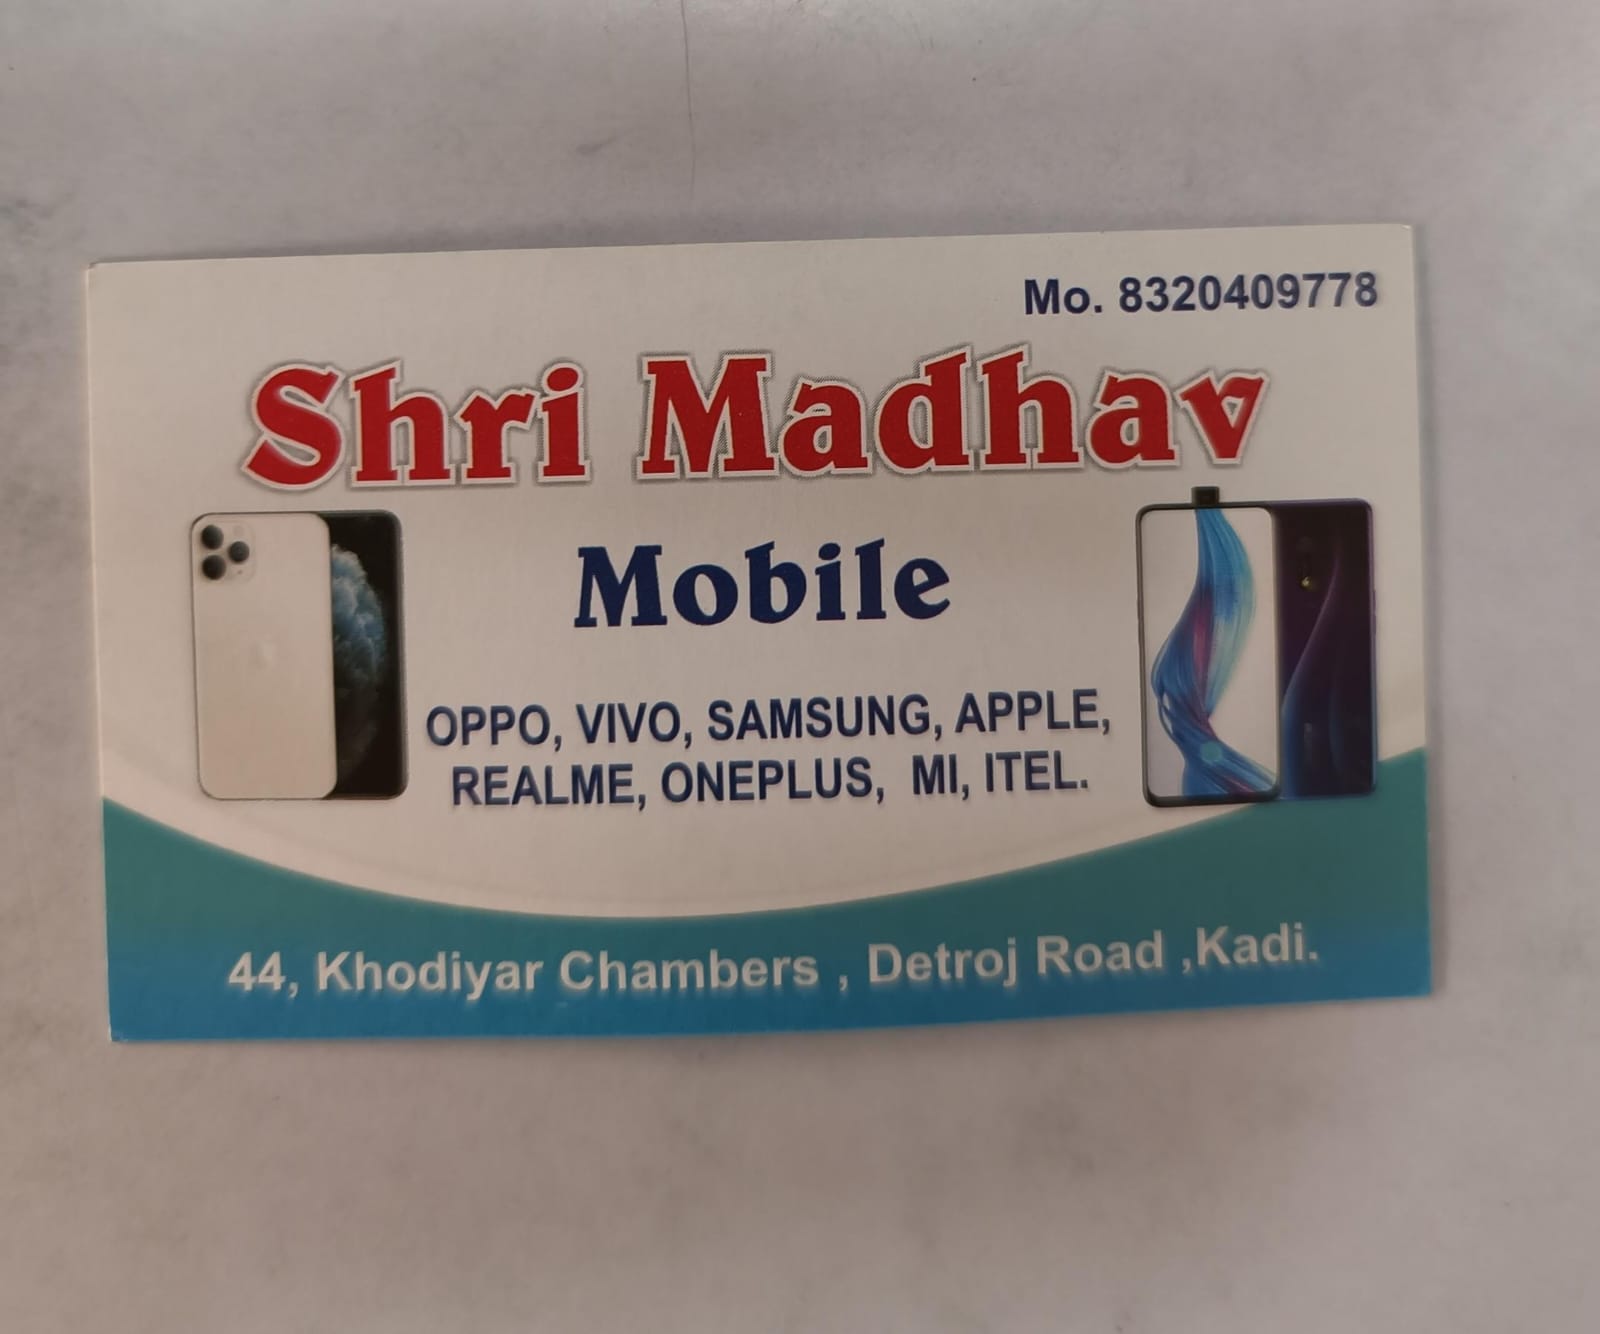 Mo. 8320409778
Shri Madhav
Mobile
OPPO, VIVO, SAMSUNG, APPLE,
REALME, ONEPLUS, MI, ITEL.
44, Khodiyar Chambers , Detroj Road ,Kadi.